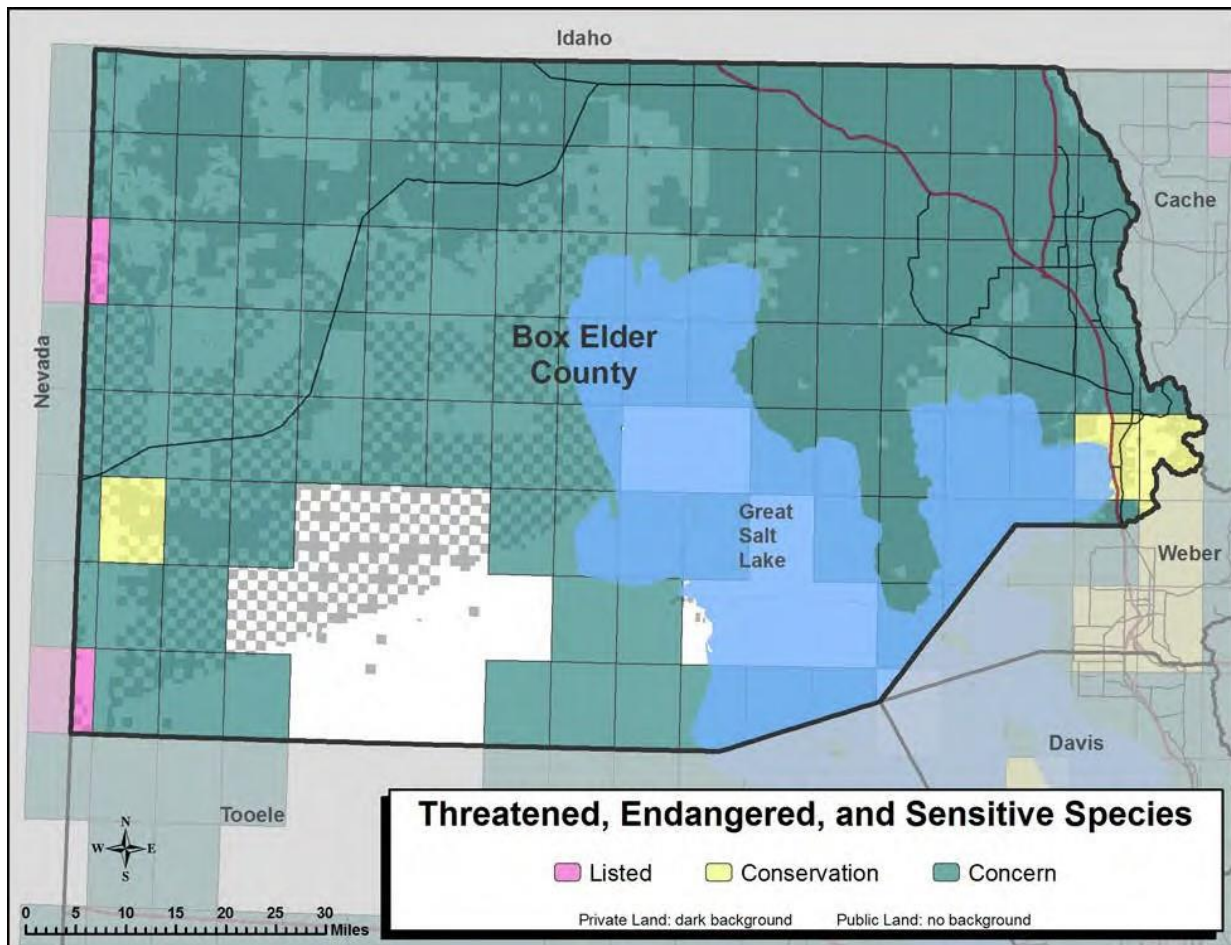 Idaho
Cache
Nevada
Box Elder
County
Great
Salt
Lake
Weber
Davis
Tooele
N
W E
S
0 5 10 15 20 25 30
Miles
Threatened, Endangered, and Sensitive Species
Listed Conservation Concern
Private Land: dark background Public Land: no background